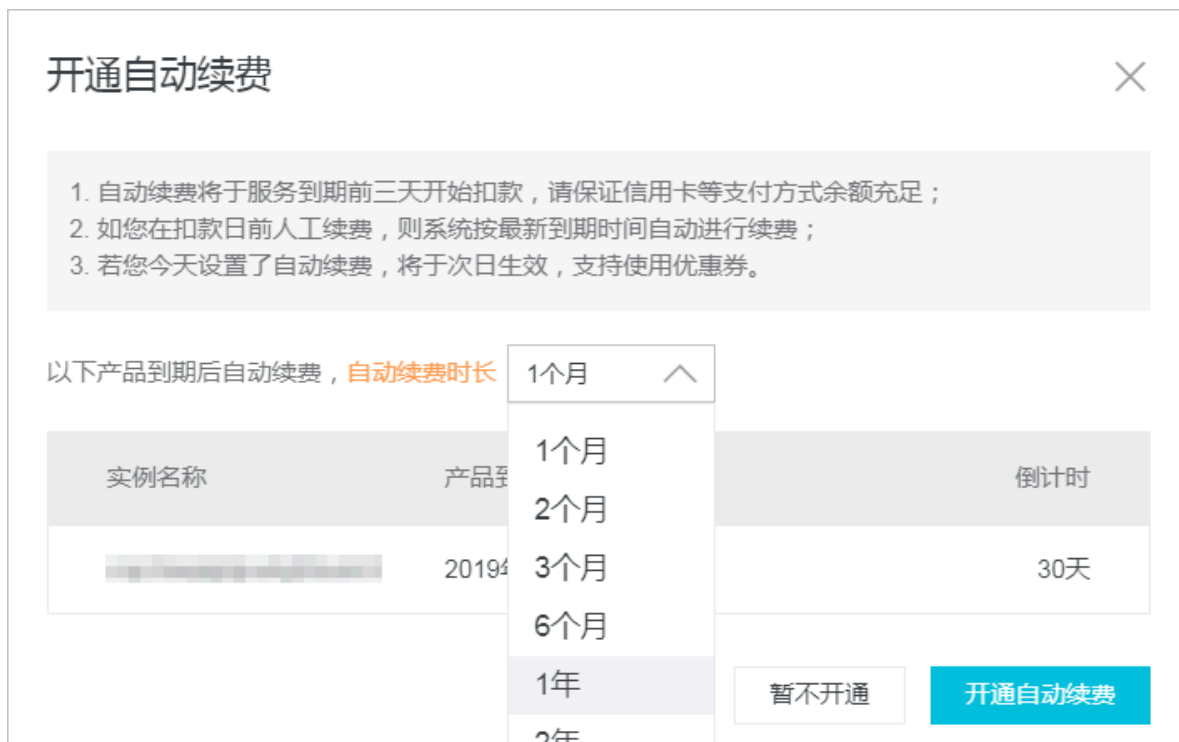 开通自动续费
1. 自动续费将于服务到期前三天开始扣款，请保证信用卡等支付方式余额充足；
2. 如您在扣款日前人工续费，则系统按最新到期时间自动进行续费；
3. 若您今天设置了自动续费，将于次日生效，支持使用优惠券。
以下产品到期后自动续费，自动续费时长 1个月
1个月
2个月
3个月
6个月
1年
2年
实例名称 产品到 倒计时
2019年 30天
暂不开通 开通自动续费